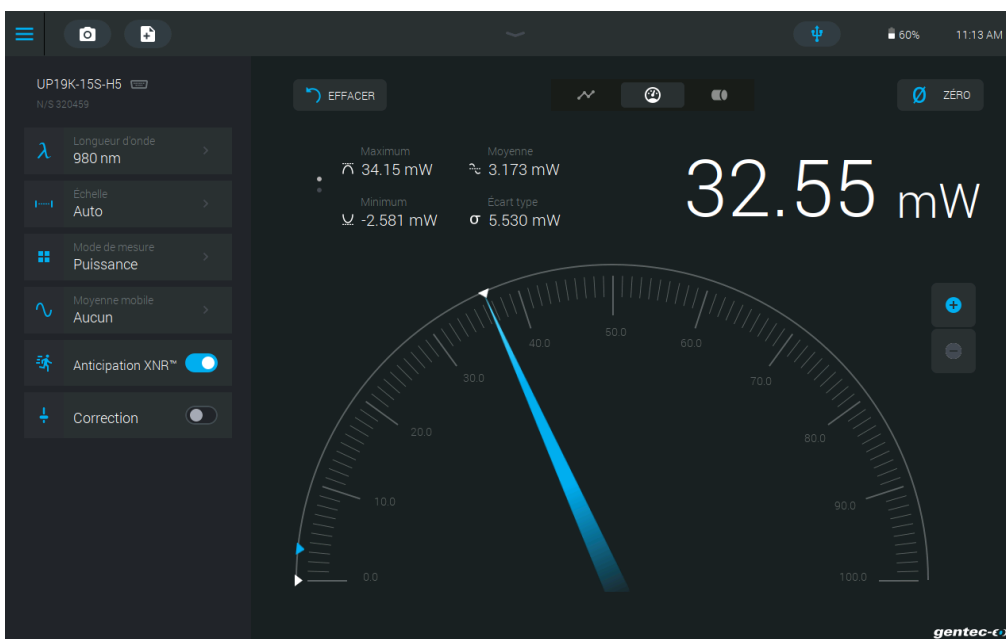 60%
11:13 AM
UP19K-15S-H5
N/S 320459
EFFACER
ZÉRO
λ
Longueur d'onde
980 nm
Échelle
Auto
Mode de mesure
Puissance
Moyenne mobile
Aucun
Anticipation XNR™
Correction
Maximum
34.15 mW
Moyenne
3.173 mW
Minimum
-2.581 mW
Écart type
σ 5.530 mW
32.55 mW
0.0
10.0
20.0
30.0
40.0
50.0
60.0
70.0
80.0
90.0
100.0